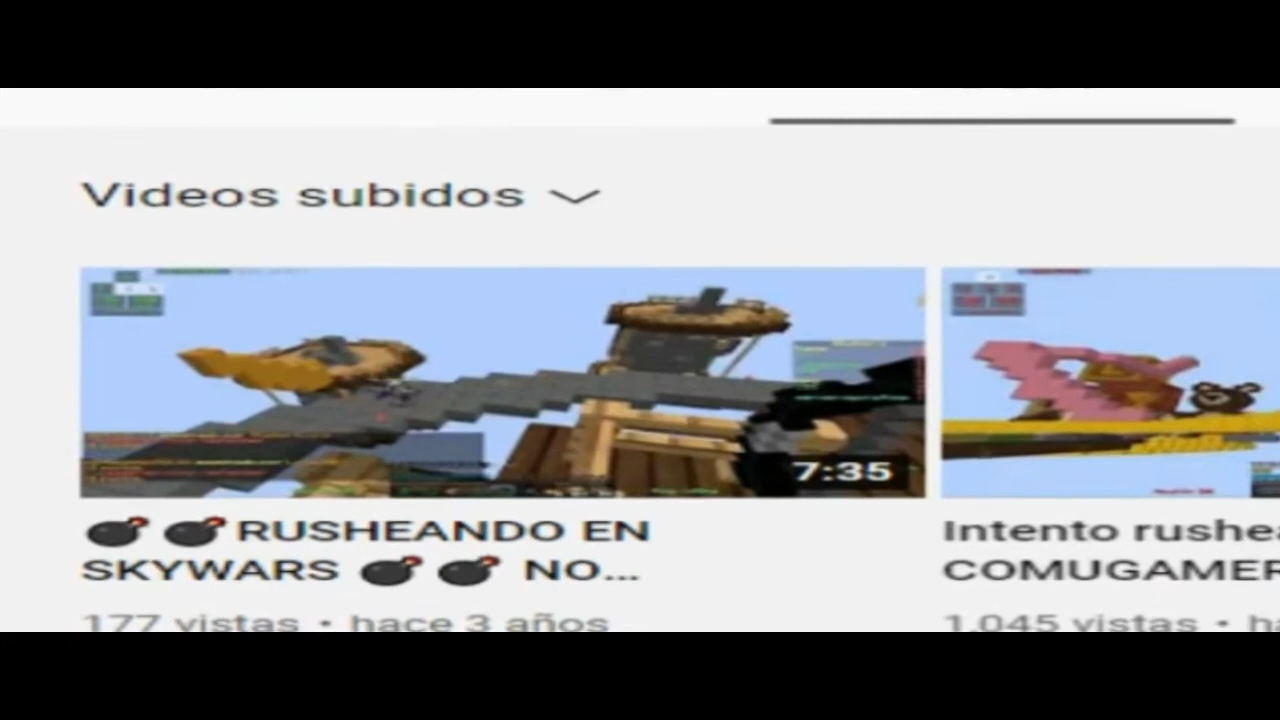 Videos subidos
7:35
💣 💣 RUSHEANDO EN
SKYWARS 💣 💣 NO...
177 vistas • hace 3 años
Intento rushea
COMUGAMER
1.045 vistas • ha